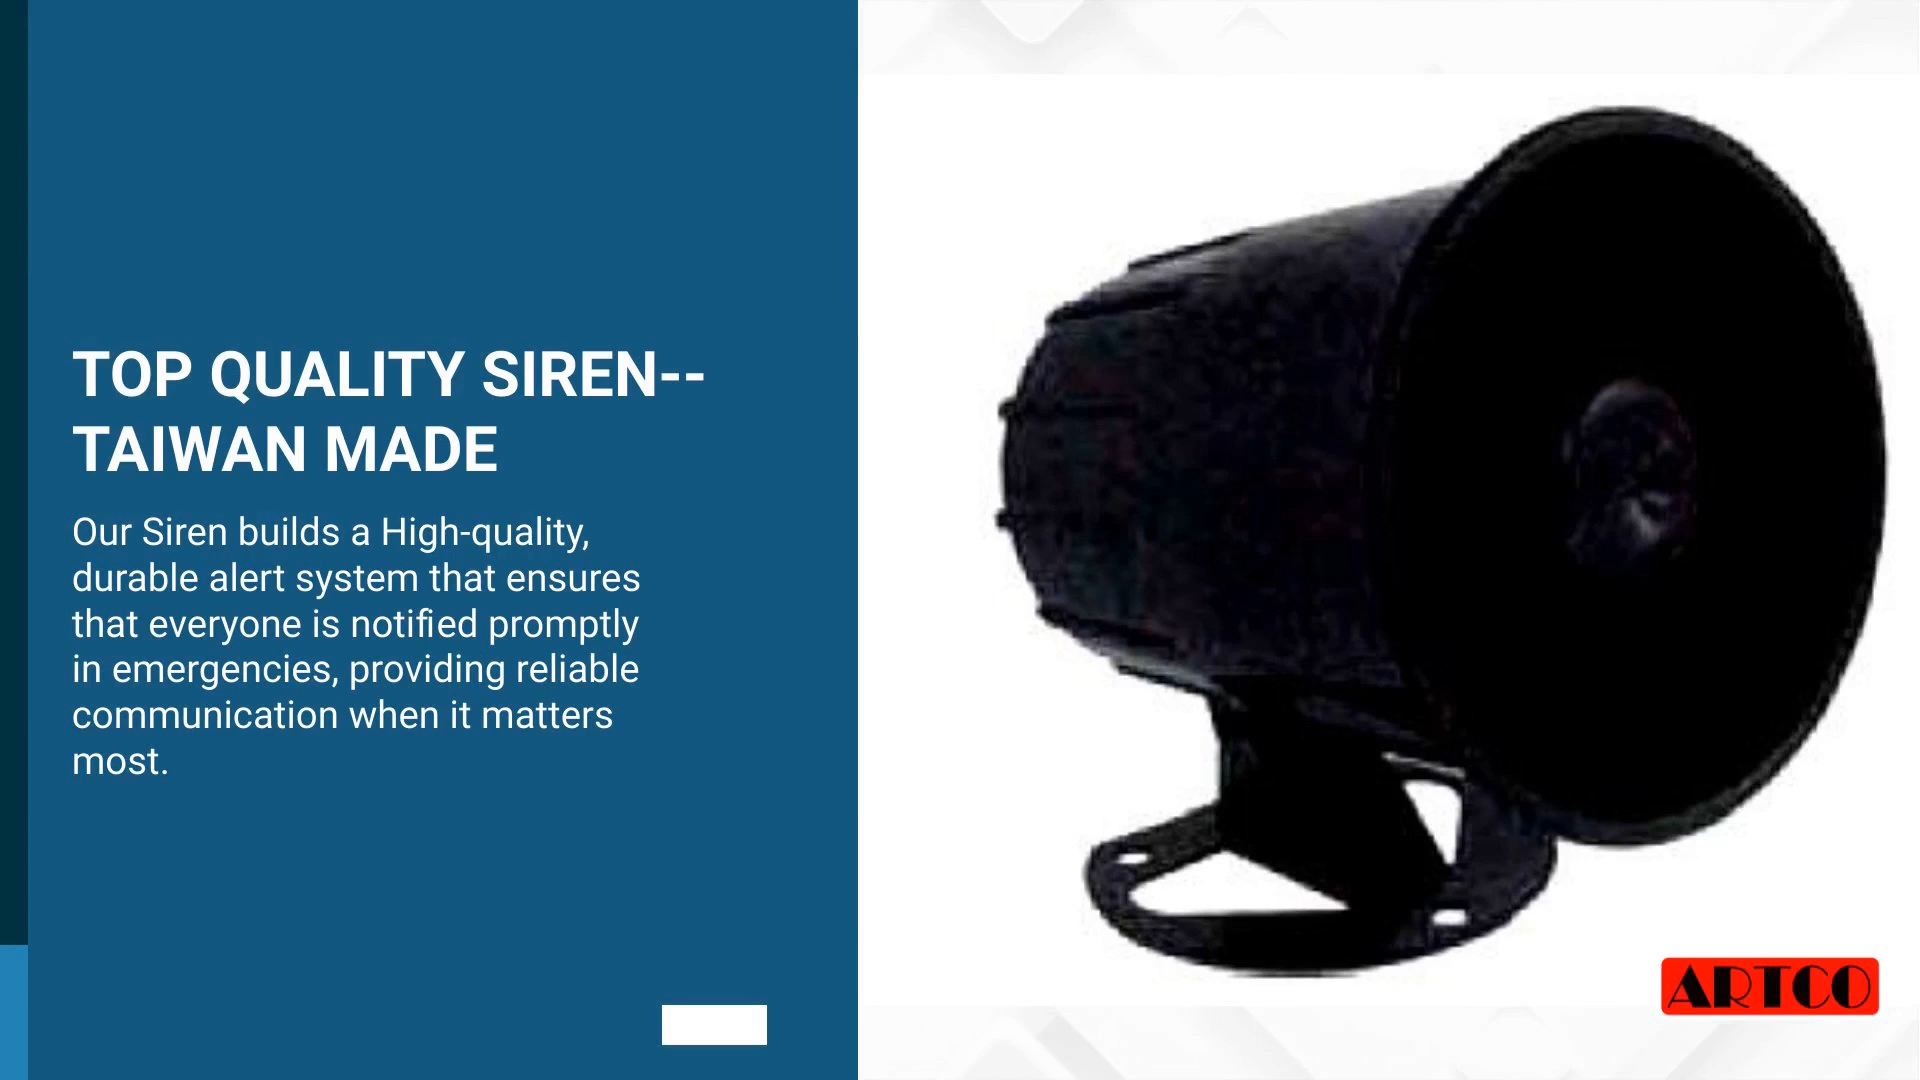 TOP QUALITY SIREN--
TAIWAN MADE
Our Siren builds a High-quality,
durable alert system that ensures
that everyone is notified promptly
in emergencies, providing reliable
communication when it matters
most.
ARTCO